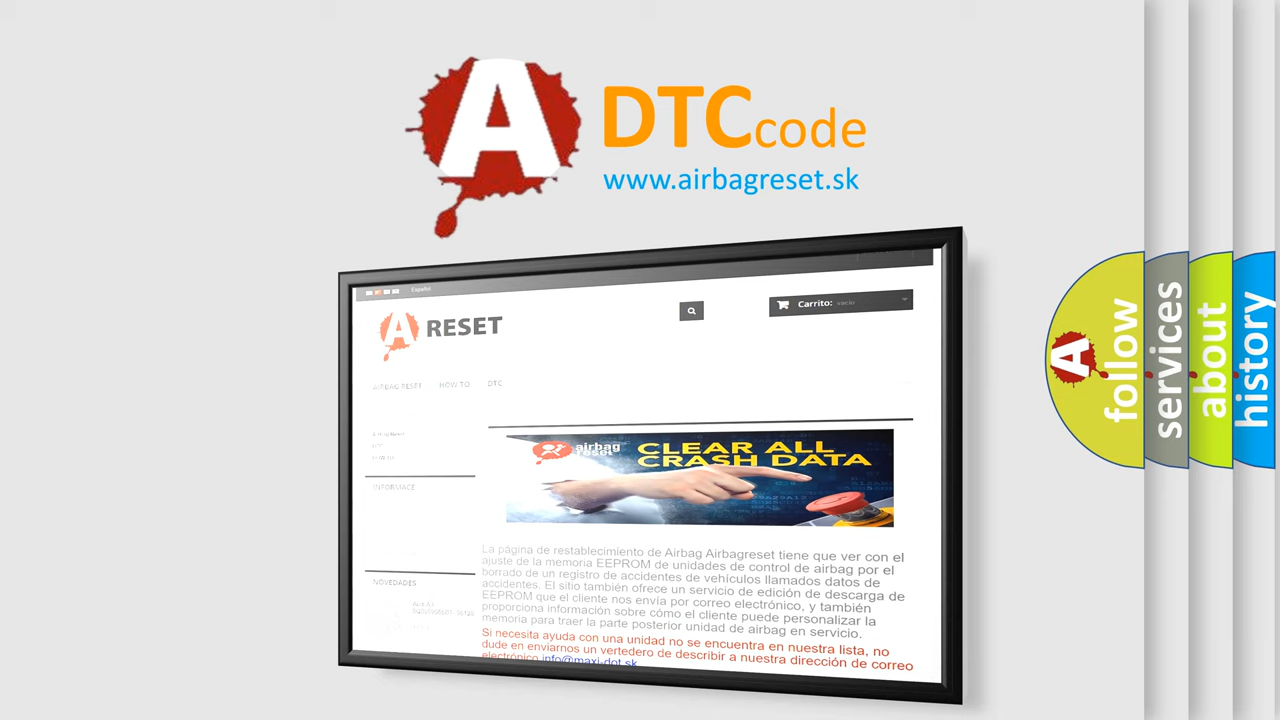 A
DTCcode
www.airbagreset.sk
Español
A RESET
Carrito: vacío
AIRBAG RESET HOW TO DTC
INFORMACE
NOVEDADES
airbag
reset
CLEAR ALL
CRASH DATA
La página de restablecimiento de Airbag Airbagreset tiene que ver con el
ajuste de la memoria EEPROM de unidades de control de airbag por el
borrado de un registro de accidentes de vehículos llamados datos de
accidentes. El sitio también ofrece un servicio de edición de descarga de
EEPROM que el cliente nos envía por correo electrónico, y también
proporciona información sobre cómo el cliente puede personalizar la
memoria para traer la parte posterior unidad de airbag en servicio.
Si necesita ayuda con una unidad no se encuentra en nuestra lista, no
dude en enviarnos un vertedero de describir a nuestra dirección de correo
electrónico info@maxi-dot.sk
A
follow
services
about
history